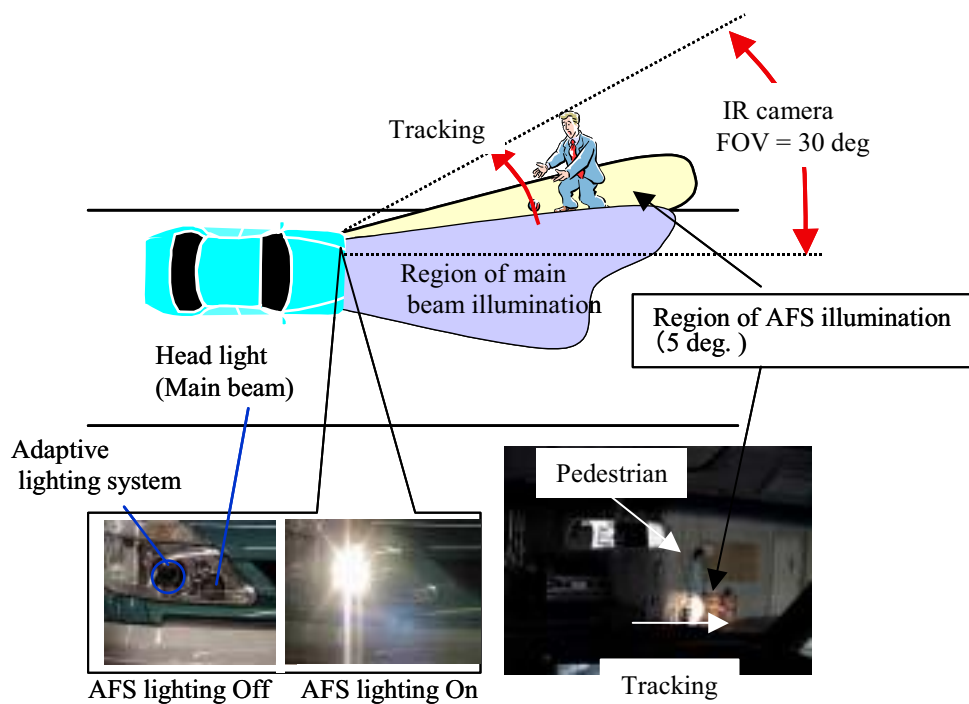 IR camera
FOV = 30 deg
Tracking
Region of main
beam illumination
Region of AFS illumination
(5 deg. )
Head light
(Main beam)
Adaptive
lighting system
Pedestrian
AFS lighting Off
AFS lighting On
Tracking